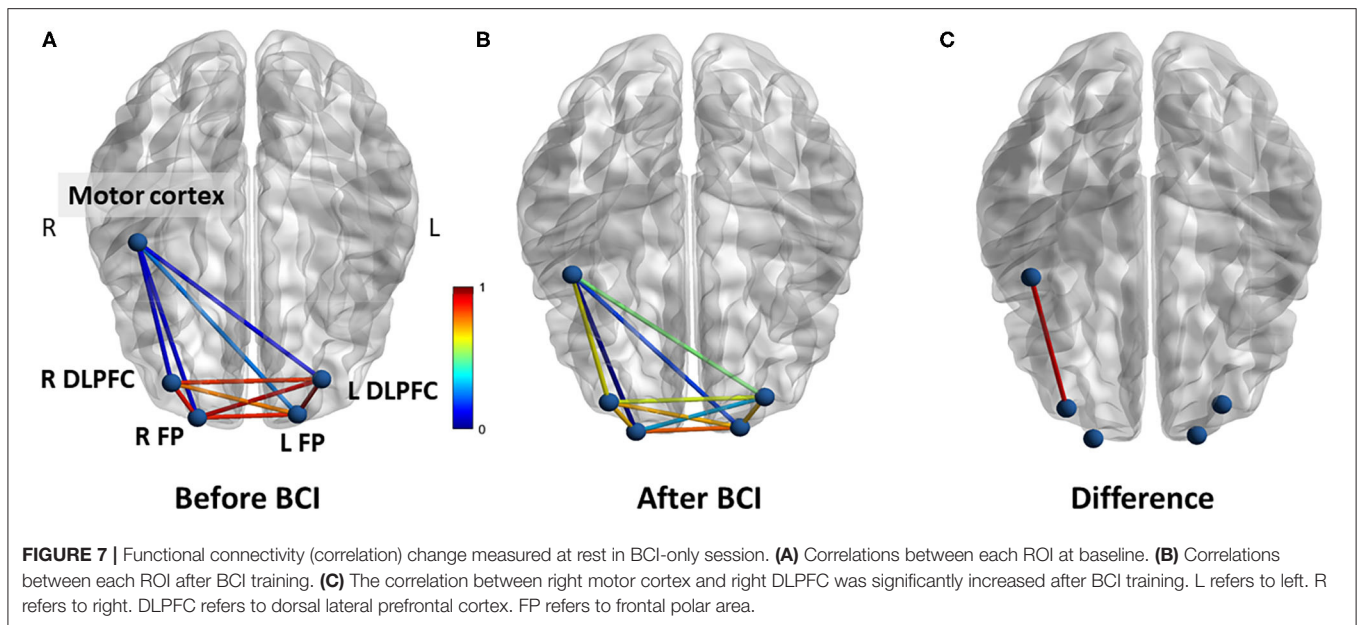 A
B
C
Motor cortex
R
L
1
0
R DLPFC
L DLPFC
R FP
L FP
Before BCI
After BCI
Difference
FIGURE 7 | Functional connectivity (correlation) change measured at rest in BCI-only session. (A) Correlations between each ROI at baseline. (B) Correlations
between each ROI after BCI training. (C) The correlation between right motor cortex and right DLPFC was significantly increased after BCI training. L refers to left. R
refers to right. DLPFC refers to dorsal lateral prefrontal cortex. FP refers to frontal polar area.